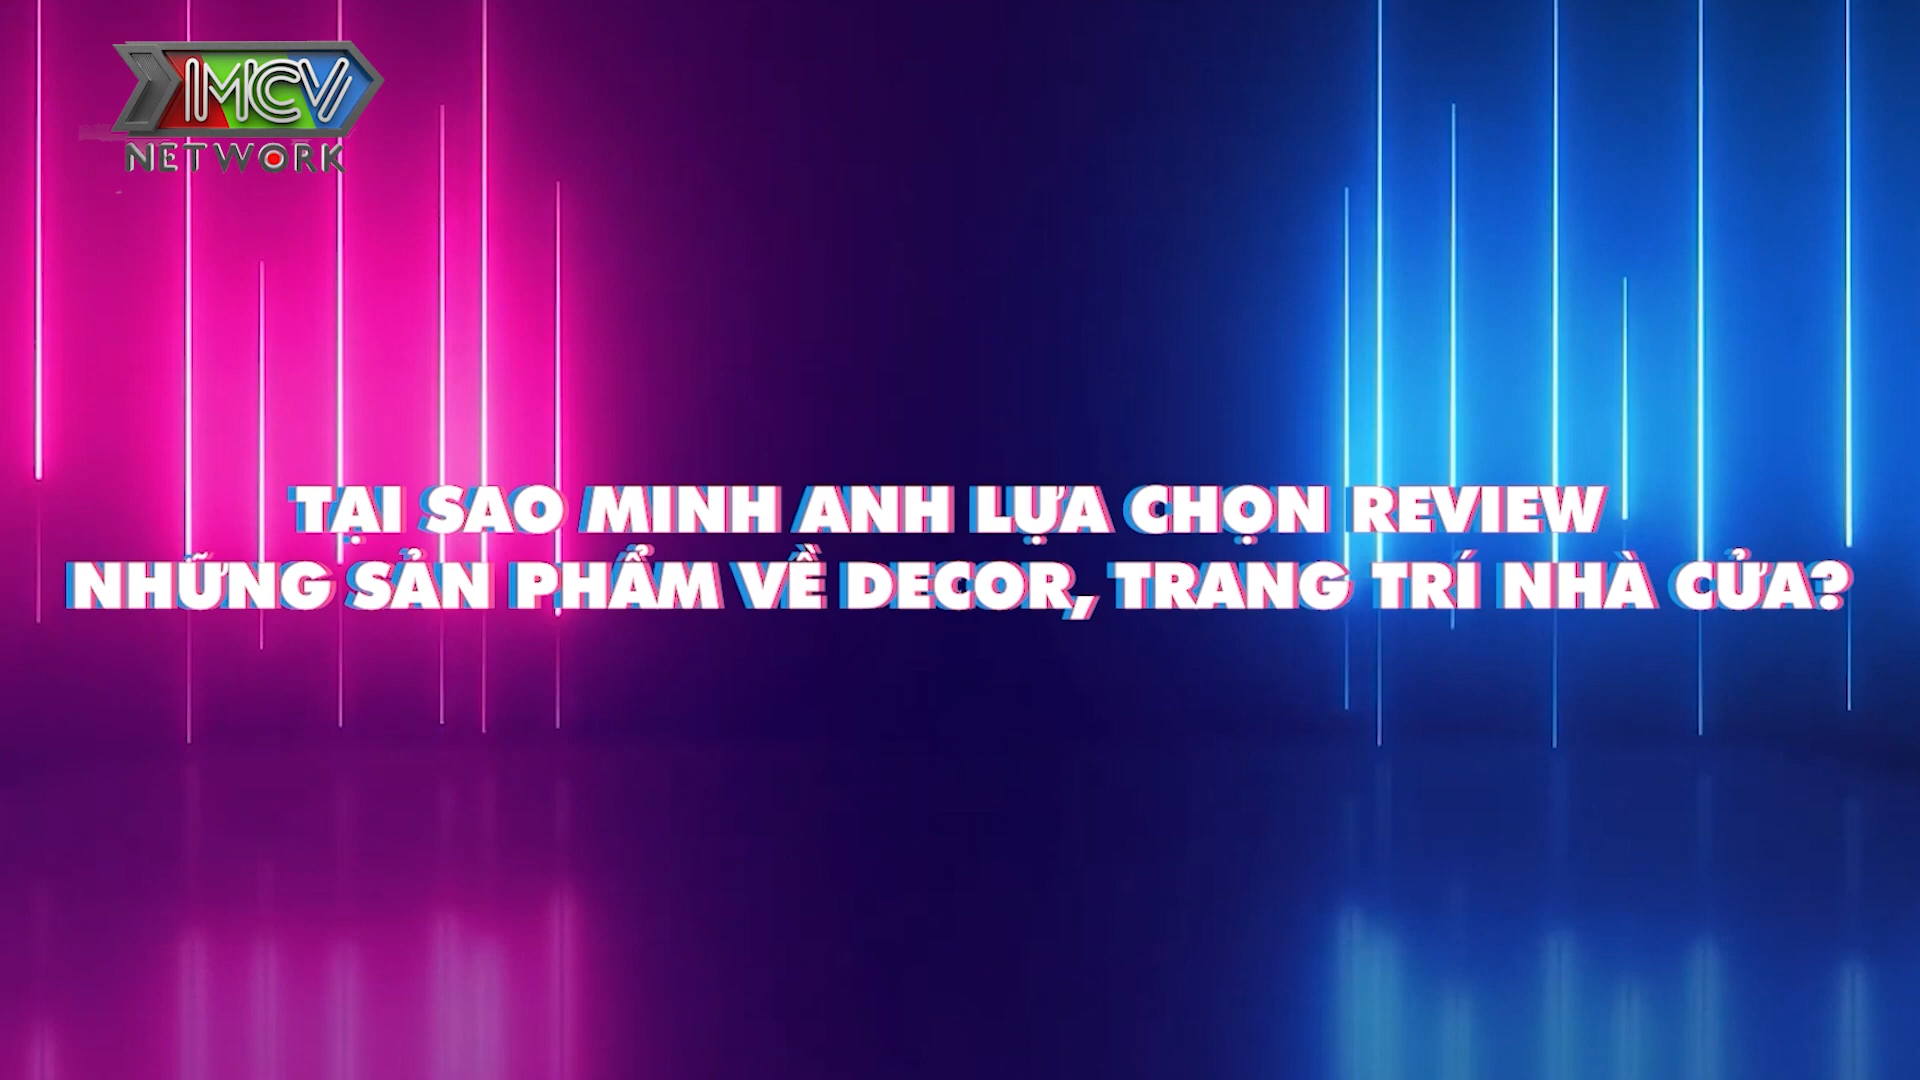 MCV
NETWORK
TẠI SAO MINH ANH LỰA CHỌN REVIEW
NHỮNG SẢN PHẨM VỀ DECOR, TRANG TRÍ NHÀ CỬA?